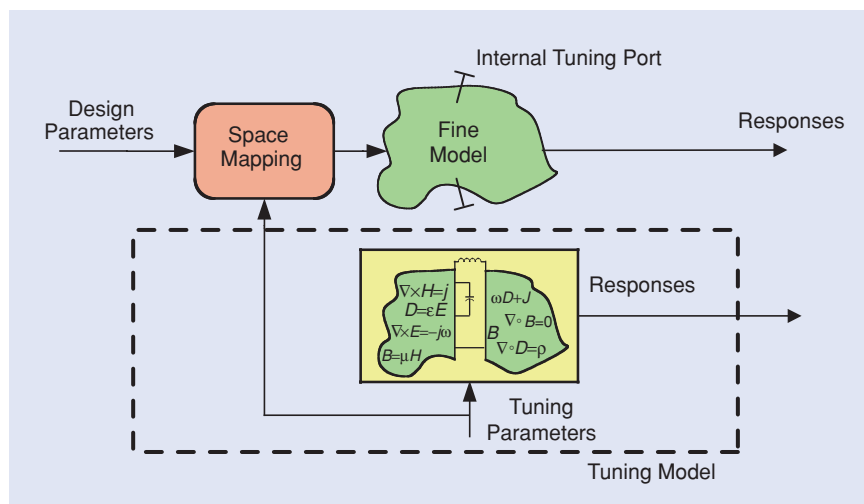 Internal Tuning Port
Design
Parameters
Space
Mapping
Fine
Model
Responses
∇×H=j
D=εE
∇×E=–jω
B=μH
ωD+J
∇∘B=0
B
∇∘D=ρ
Responses
Tuning
Parameters
Tuning Model